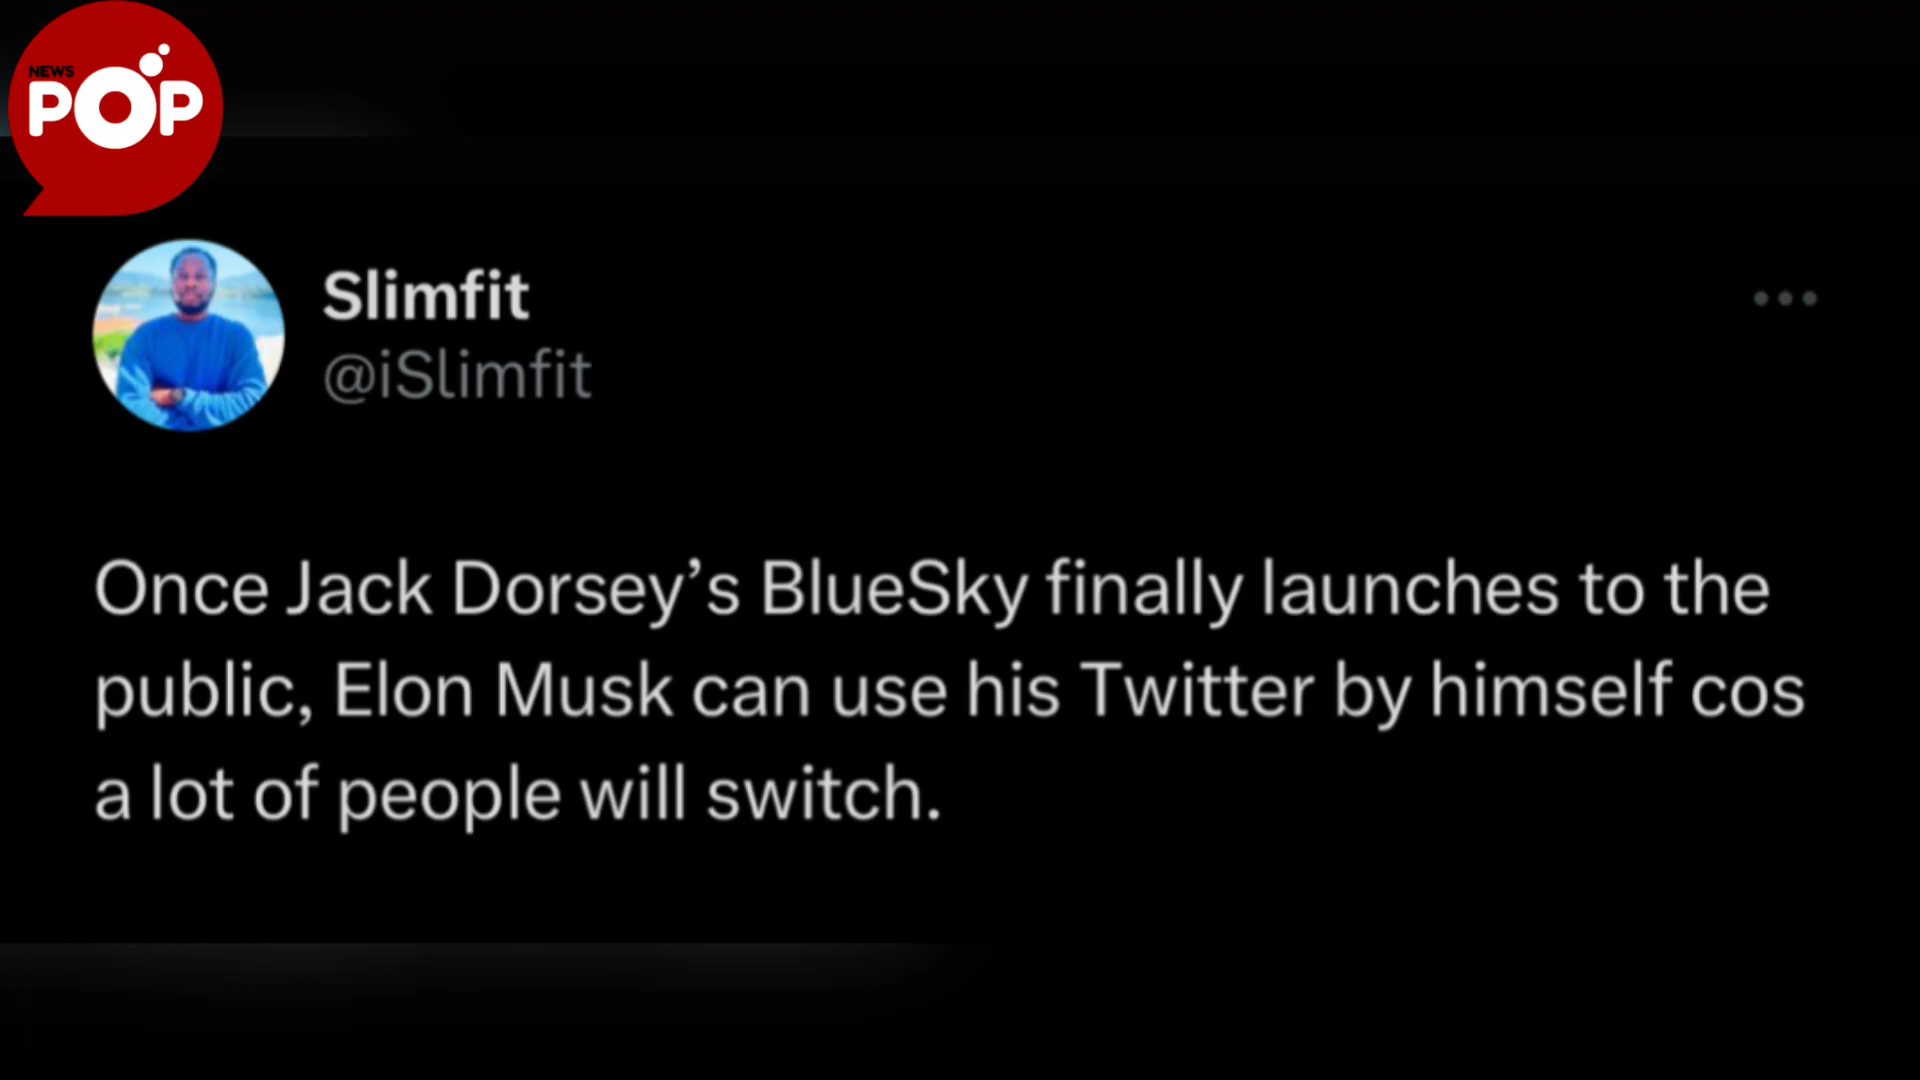 NEWS
POP
Slimfit
@iSlimfit
Once Jack Dorsey’s BlueSky finally launches to the
public, Elon Musk can use his Twitter by himself cos
a lot of people will switch.